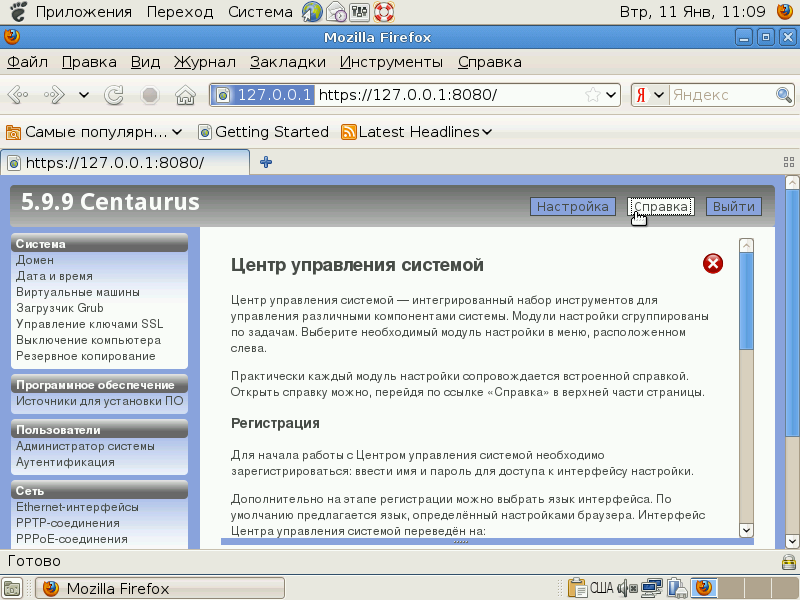 Приложения Переход Система Втр, 11 Янв, 11:09
Mozilla Firefox
Файл Правка Вид Журнал Закладки Инструменты Справка
127.0.0.1 https://127.0.0.1:8080/ Я Яндекс
Самые популярн... Getting Started Latest Headlines
https://127.0.0.1:8080/
5.9.9 Centaurus
Настройка Справка Выйти
Система
Домен
Дата и время
Виртуальные машины
Загрузчик Grub
Управление ключами SSL
Выключение компьютера
Резервное копирование
Программное обеспечение
Источники для установки ПО
Пользователи
Администратор системы
Аутентификация
Сеть
Ethernet-интерфейсы
PPTP-соединения
PPPoE-соединения
Центр управления системой
Центр управления системой — интегрированный набор инструментов для
управления различными компонентами системы. Модули настройки сгруппированы
по задачам. Выберите необходимый модуль настройки в меню, расположенном
слева.
Практически каждый модуль настройки сопровождается встроенной справкой.
Открыть справку можно, перейдя по ссылке «Справка» в верхней части страницы.
Регистрация
Для начала работы с Центром управления системой необходимо
зарегистрироваться: ввести имя и пароль для доступа к интерфейсу настройки.
Дополнительно на этапе регистрации можно выбрать язык интерфейса. По
умолчанию предлагается язык, определённый настройками браузера. Интерфейс
Центра управления системой переведён на:
Готово
Mozilla Firefox США